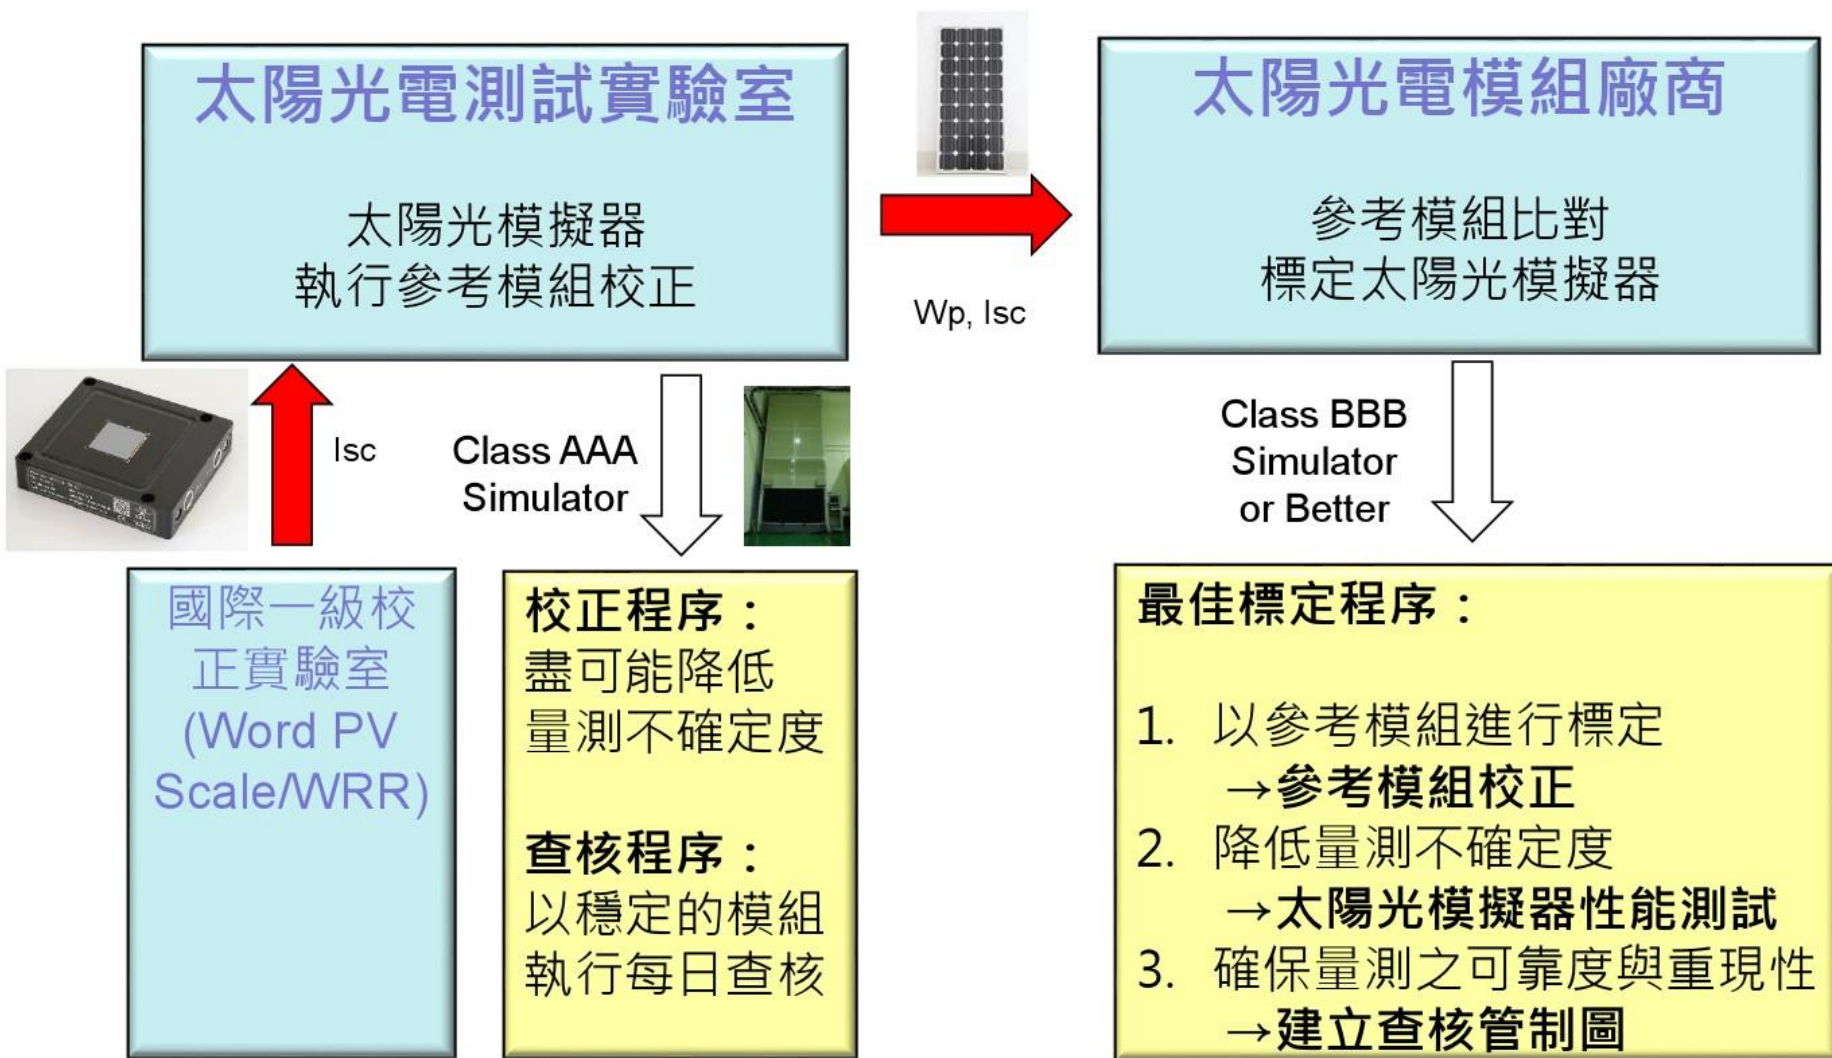 太陽光電測試實驗室
太陽光模擬器
執行參考模組校正
Wp, Isc
太陽光電模組廠商
參考模組比對
標定太陽光模擬器
Isc
Class AAA
Simulator
Class BBB
Simulator
or Better
國際一級校
正實驗室
(Word PV
Scale/WRR)
校正程序：
盡可能降低
量測不確定度
查核程序：
以穩定的模組
執行每日查核
最佳標定程序：
1. 以參考模組進行標定
→參考模組校正
2. 降低量測不確定度
→太陽光模擬器性能測試
3. 確保量測之可靠度與重現性
→建立查核管制圖